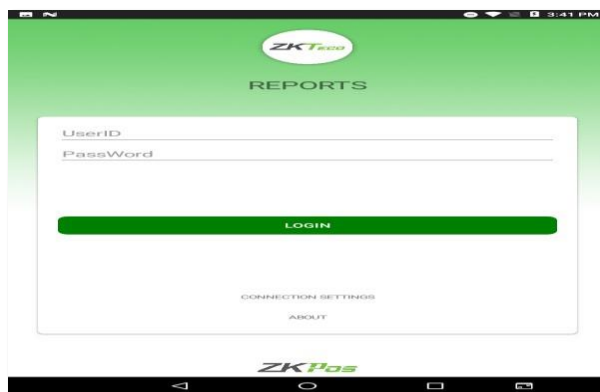 3:41 PM
ZKTeco
REPORTS
UserID
PassWord
LOGIN
CONNECTION SETTINGS
ABOUT
ZKPos